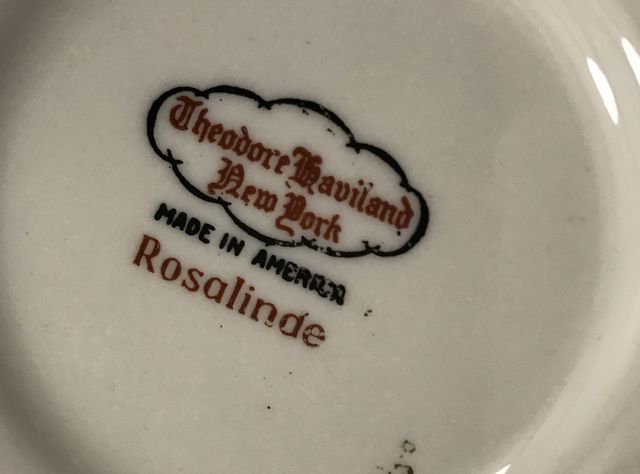 Theodore Haviland
New York
MADE IN AMERICA
Rosalinde